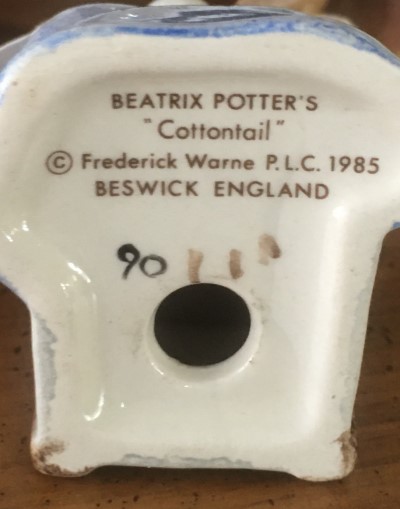 BEATRIX POTTER'S
"Cottontail"
© Frederick Warne P.L.C. 1985
BESWICK ENGLAND
90